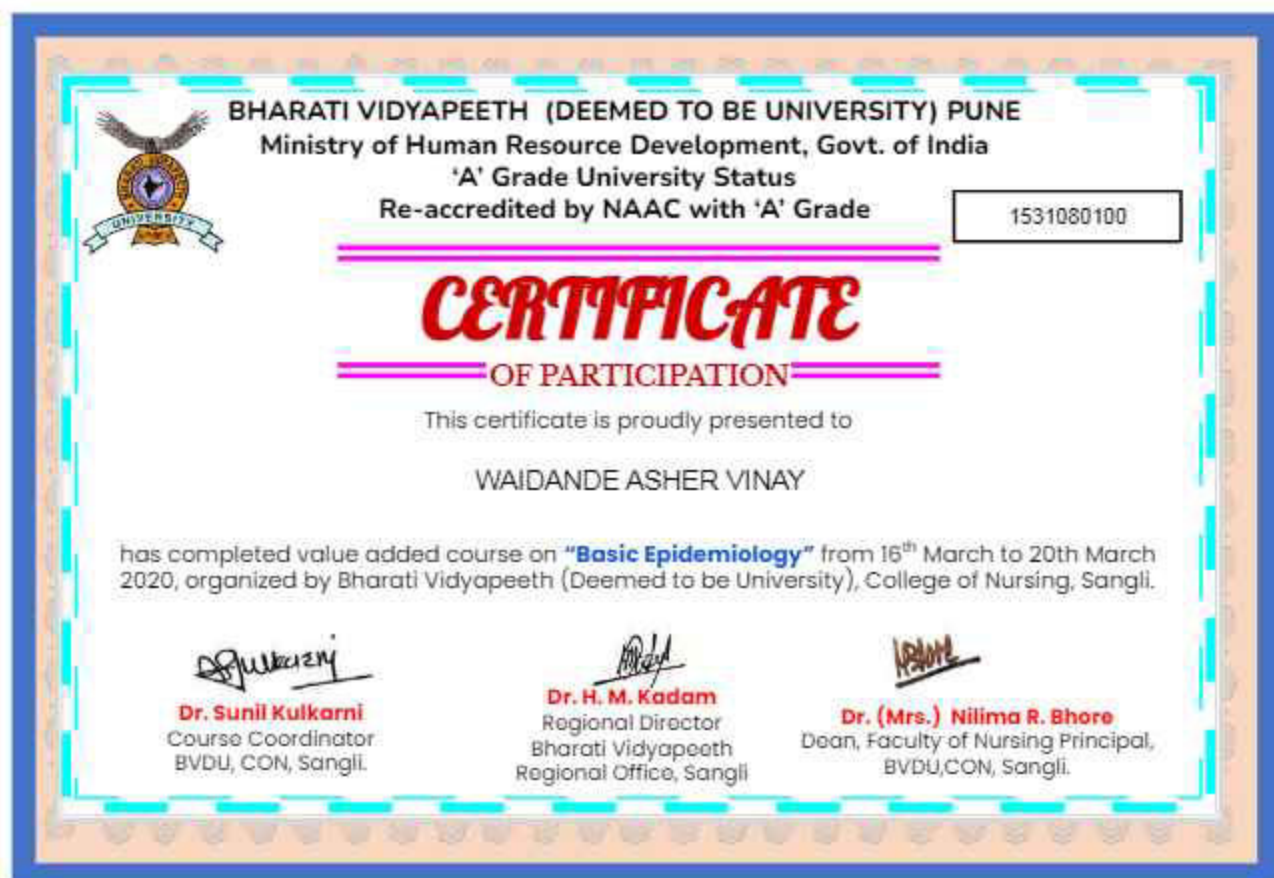 BHARATI VIDYAPEETH (DEEMED TO BE UNIVERSITY) PUNE
Ministry of Human Resource Development, Govt. of India
‘A’ Grade University Status
Re-accredited by NAAC with ‘A’ Grade
1531080100
BHARATI VIDYAPEETH
UNIVERSITY
CERTIFICATE
OF PARTICIPATION
This certificate is proudly presented to
WAIDANDE ASHER VINAY
has completed value added course on “Basic Epidemiology” from 16th March to 20th March
2020, organized by Bharati Vidyapeeth (Deemed to be University), College of Nursing, Sangli.
Dr. Sunil Kulkarni
Course Coordinator
BVDU, CON, Sangli.
Dr. H. M. Kadam
Regional Director
Bharati Vidyapeeth
Regional Office, Sangli
Dr. (Mrs.) Nilima R. Bhore
Dean, Faculty of Nursing Principal,
BVDU,CON, Sangli.